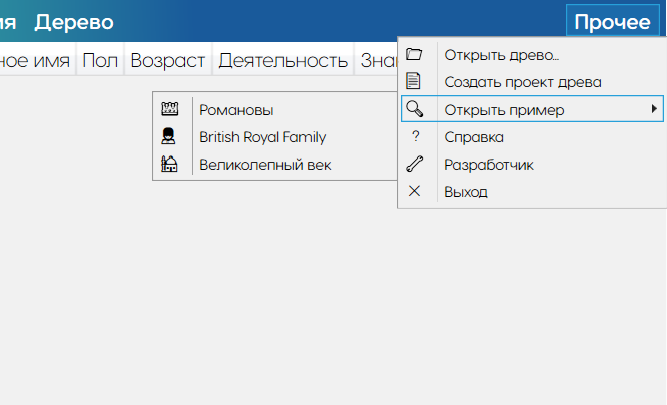 ия Дерево Прочее
ное имя Пол Возраст Деятельность Зна
Открыть древо...
Создать проект древа
Открыть пример
Справка
Разработчик
Выход
Романовы
British Royal Family
Великолепный век